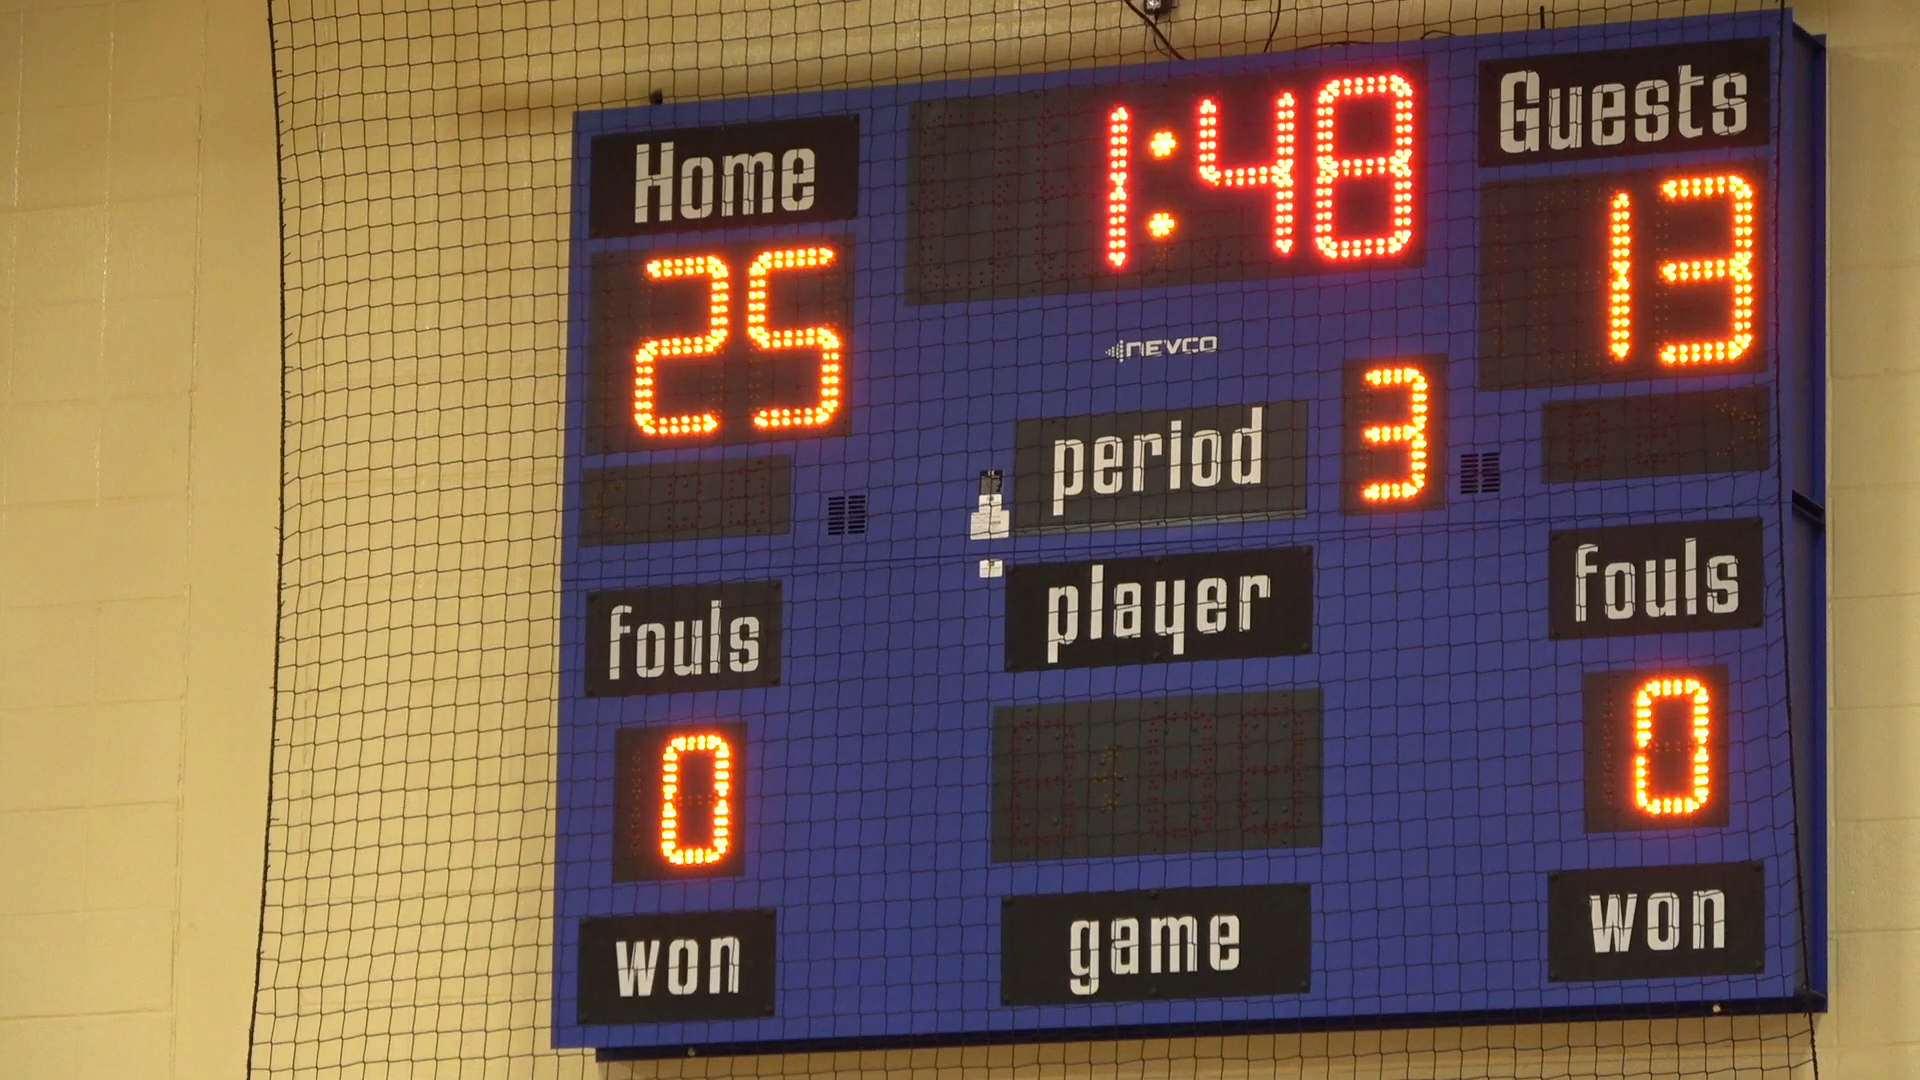 Home 1:48 Guests
25 13
NEVCO
period 3
fouls player fouls
0 0
won game won